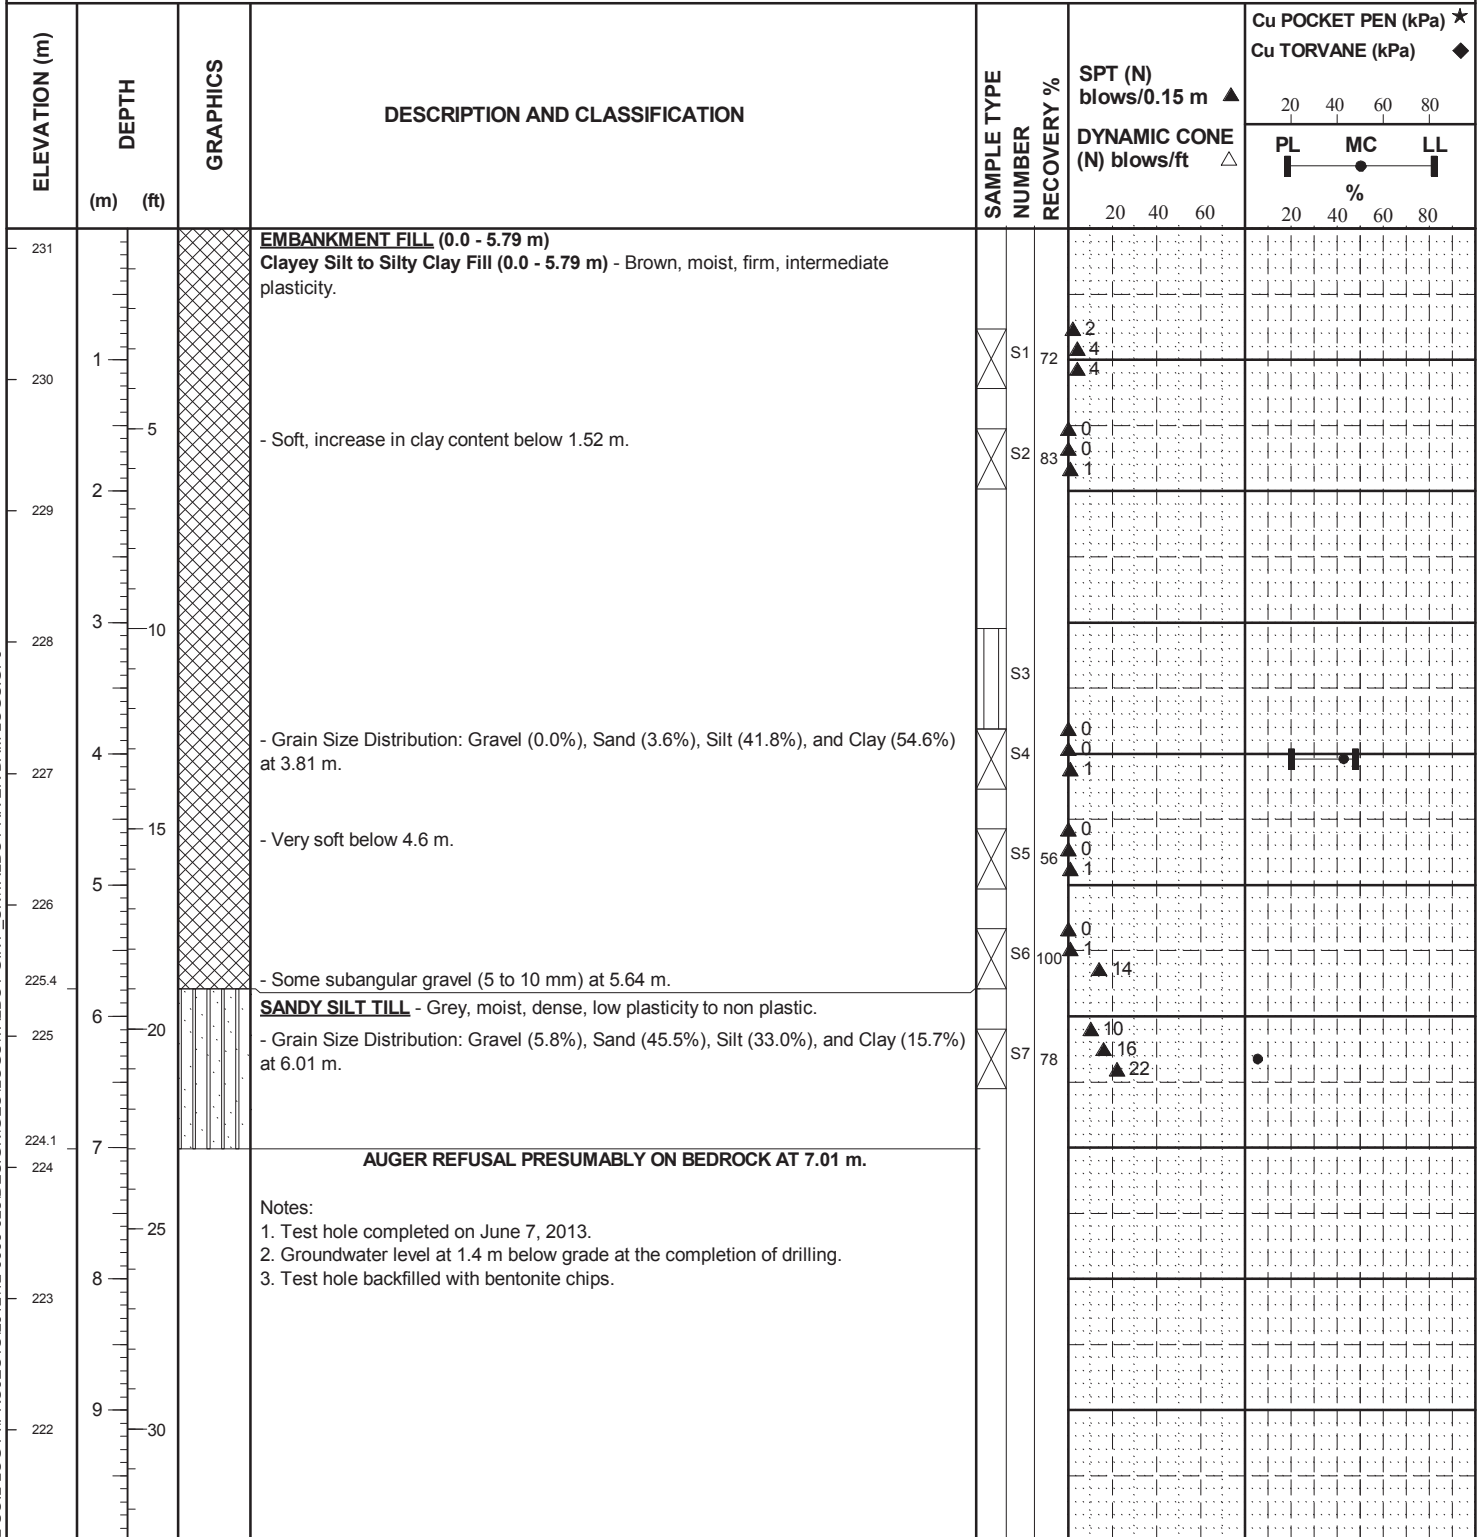 Cu POCKET PEN (kPa) ★
Cu TORVANE (kPa) ◆
20 40 60 80
ELEVATION (m)
DEPTH
(m) (ft)
GRAPHICS
DESCRIPTION AND CLASSIFICATION
SAMPLE TYPE
NUMBER
RECOVERY %
SPT (N)
blows/0.15 m ▲
DYNAMIC CONE
(N) blows/ft △
20 40 60
PL MC LL
%
20 40 60 80
EMBANKMENT FILL (0.0 - 5.79 m)
231
Clayey Silt to Silty Clay Fill (0.0 - 5.79 m) - Brown, moist, firm, intermediate
plasticity.
2
1 S1 72 4
230 4
5 - Soft, increase in clay content below 1.52 m. 0
S2 83 0
1
2
229
3 10
228
S3
0
- Grain Size Distribution: Gravel (0.0%), Sand (3.6%), Silt (41.8%), and Clay (54.6%)
4 S4 0
at 3.81 m.
227 1
15 0
- Very soft below 4.6 m.
S5 56 0
1
5
226
0
S6 100 1
14
225.4 - Some subangular gravel (5 to 10 mm) at 5.64 m.
SANDY SILT TILL - Grey, moist, dense, low plasticity to non plastic.
6
20 10
225 - Grain Size Distribution: Gravel (5.8%), Sand (45.5%), Silt (33.0%), and Clay (15.7%)
S7 78 16
at 6.01 m.
22
224.1 7
AUGER REFUSAL PRESUMABLY ON BEDROCK AT 7.01 m.
224
Notes:
25 1. Test hole completed on June 7, 2013.
2. Groundwater level at 1.4 m below grade at the completion of drilling.
8 3. Test hole backfilled with bentonite chips.
223
9
222 30